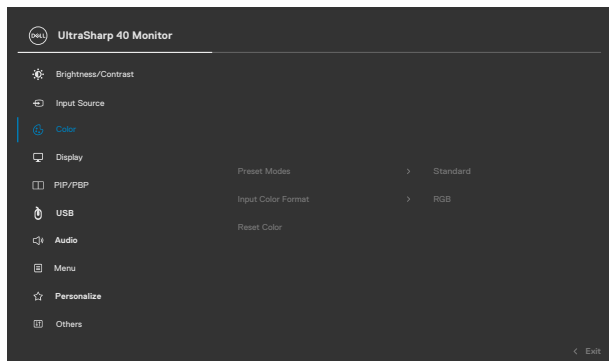 DELL UltraSharp 40 Monitor
Brightness/Contrast
Input Source
Color
Display
PIP/PBP
USB
Audio
Menu
Personalize
Others
Preset Modes > Standard
Input Color Format > RGB
Reset Color
< Exit